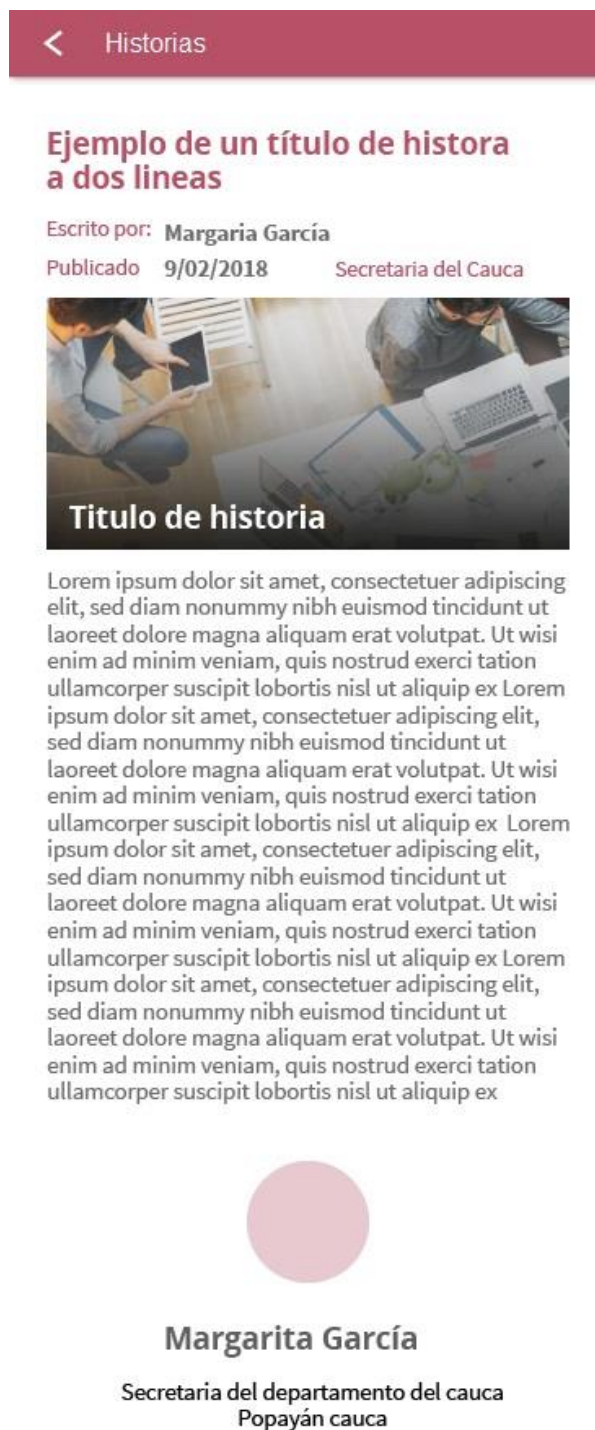 Historias
Ejemplo de un título de histora
a dos lineas
Escrito por: Margaria García
Publicado 9/02/2018 Secretaria del Cauca
Titulo de historia
Lorem ipsum dolor sit amet, consectetuer adipiscing
elit, sed diam nonummy nibh euismod tincidunt ut
laoreet dolore magna aliquam erat volutpat. Ut wisi
enim ad minim veniam, quis nostrud exerci tation
ullamcorper suscipit lobortis nisl ut aliquip ex Lorem
ipsum dolor sit amet, consectetuer adipiscing elit,
sed diam nonummy nibh euismod tincidunt ut
laoreet dolore magna aliquam erat volutpat. Ut wisi
enim ad minim veniam, quis nostrud exerci tation
ullamcorper suscipit lobortis nisl ut aliquip ex  Lorem
ipsum dolor sit amet, consectetuer adipiscing elit,
sed diam nonummy nibh euismod tincidunt ut
laoreet dolore magna aliquam erat volutpat. Ut wisi
enim ad minim veniam, quis nostrud exerci tation
ullamcorper suscipit lobortis nisl ut aliquip ex Lorem
ipsum dolor sit amet, consectetuer adipiscing elit,
sed diam nonummy nibh euismod tincidunt ut
laoreet dolore magna aliquam erat volutpat. Ut wisi
enim ad minim veniam, quis nostrud exerci tation
ullamcorper suscipit lobortis nisl ut aliquip ex
Margarita García
Secretaria del departamento del cauca
Popayán cauca